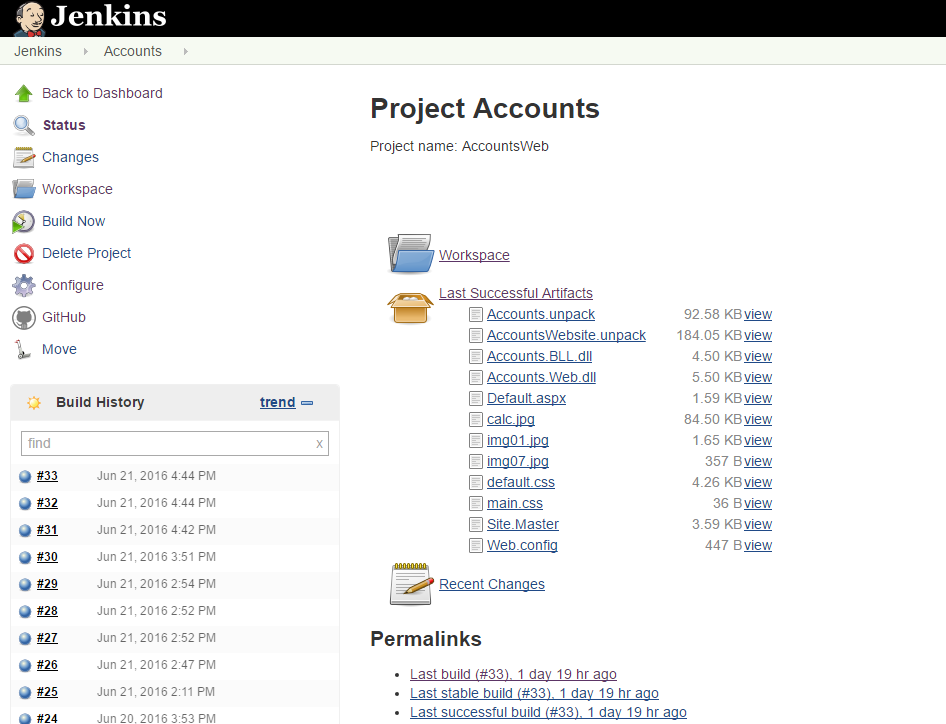 Jenkins
Jenkins Accounts
Back to Dashboard
Status
Changes
Workspace
Build Now
Delete Project
Configure
GitHub
Move
Build History trend
find x
#33 Jun 21, 2016 4:44 PM
#32 Jun 21, 2016 4:44 PM
#31 Jun 21, 2016 4:42 PM
#30 Jun 21, 2016 3:51 PM
#29 Jun 21, 2016 2:54 PM
#28 Jun 21, 2016 2:52 PM
#27 Jun 21, 2016 2:52 PM
#26 Jun 21, 2016 2:47 PM
#25 Jun 21, 2016 2:11 PM
#24 Jun 20, 2016 3:53 PM
Project Accounts
Project name: AccountsWeb
Workspace
Last Successful Artifacts
Accounts.unpack 92.58 KB view
AccountsWebsite.unpack 184.05 KB view
Accounts.BLL.dll 4.50 KB view
Accounts.Web.dll 5.50 KB view
Default.aspx 1.59 KB view
calc.jpg 84.50 KB view
img01.jpg 1.65 KB view
img07.jpg 357 B view
default.css 4.26 KB view
main.css 36 B view
Site.Master 3.59 KB view
Web.config 447 B view
Recent Changes
Permalinks
Last build (#33), 1 day 19 hr ago
Last stable build (#33), 1 day 19 hr ago
Last successful build (#33), 1 day 19 hr ago